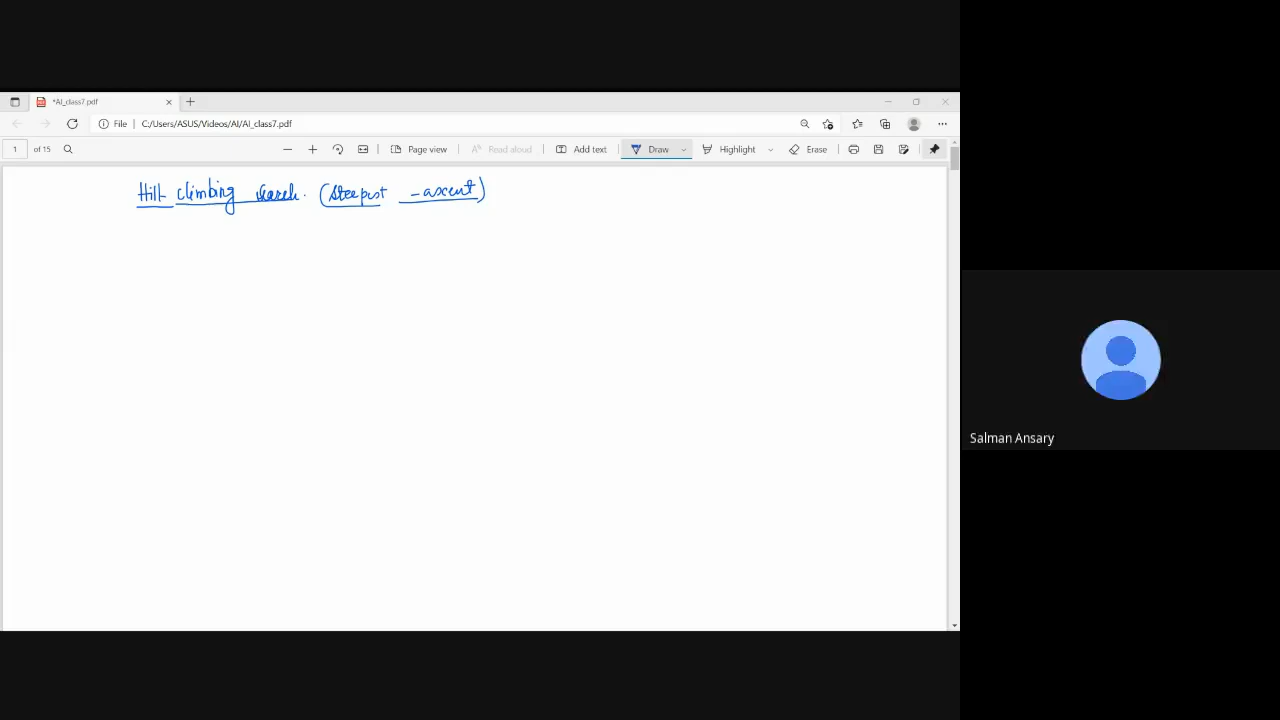 *AI_class7.pdf
File C:/Users/ASUS/Videos/AI/AI_class7.pdf
1 of 15 Page view Read aloud Add text Draw Highlight Erase
Hill climbing search. (steepest - ascent)
Salman Ansary